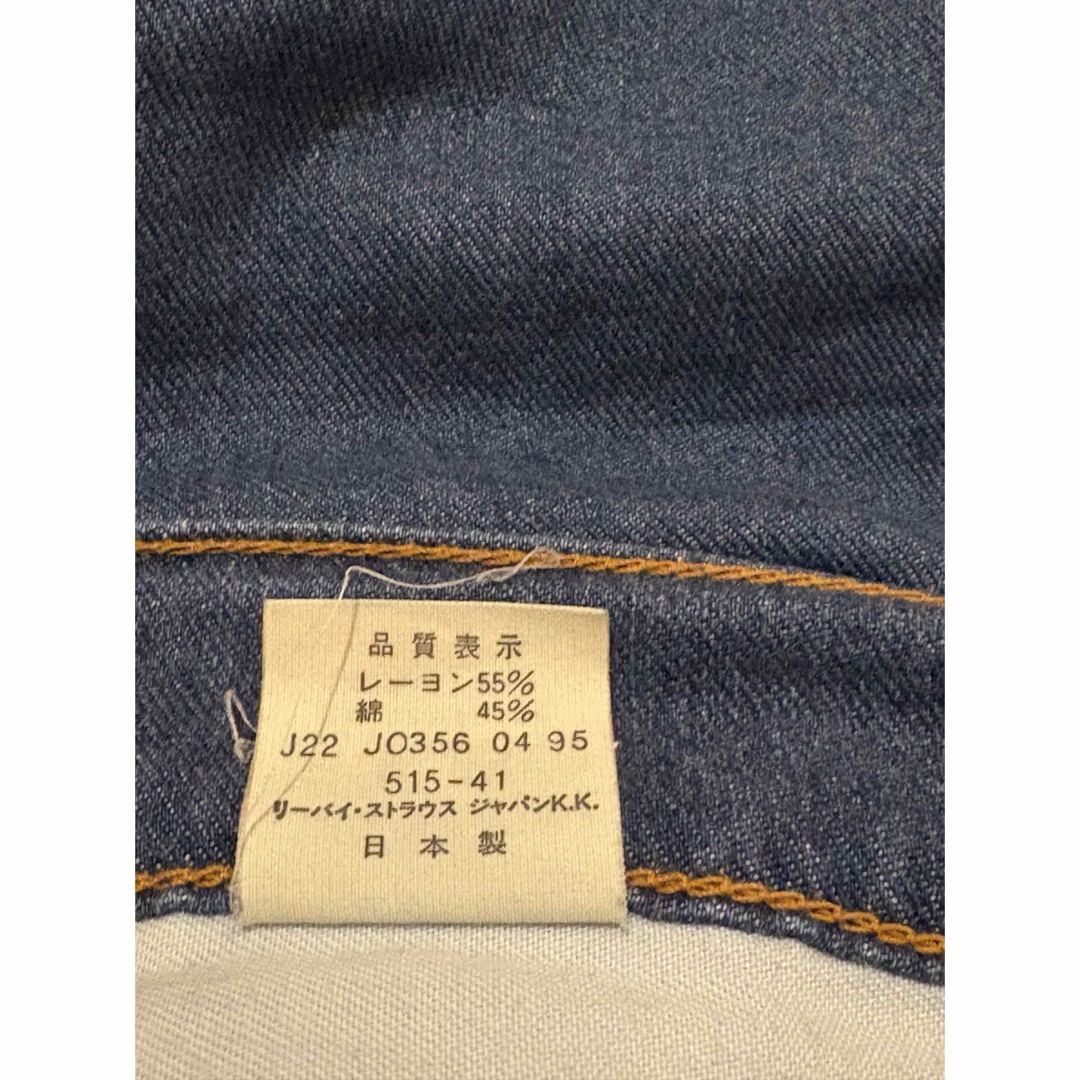 品質表示
レーヨン55%
綿 45%
J22 JO356 04 95
515-41
リーバイ・ストラウス ジャパンK.K.
日本製